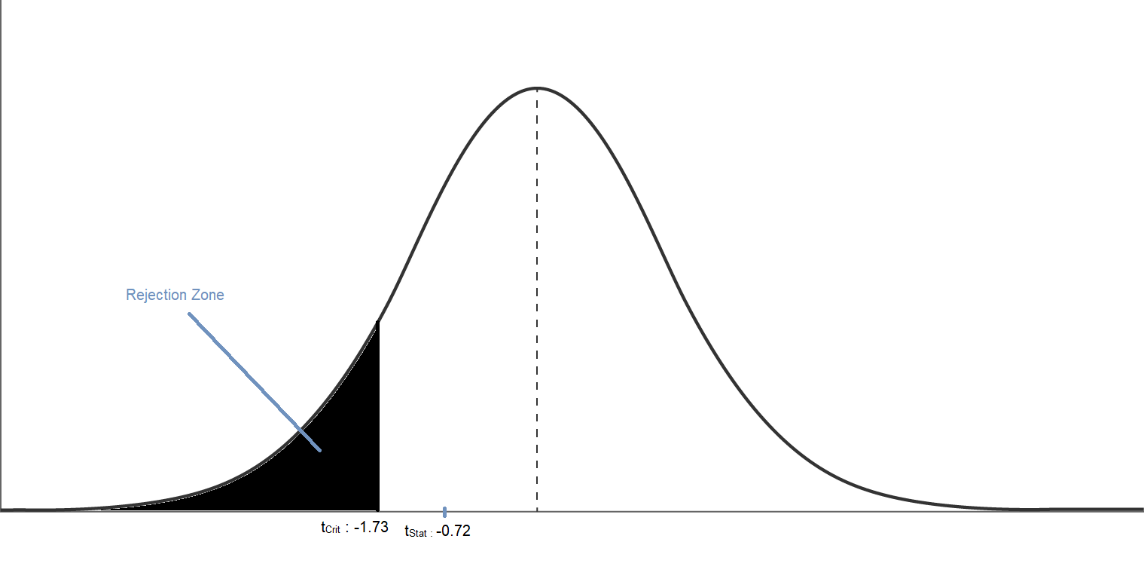 Rejection Zone
tCrit : -1.73
tStat : -0.72